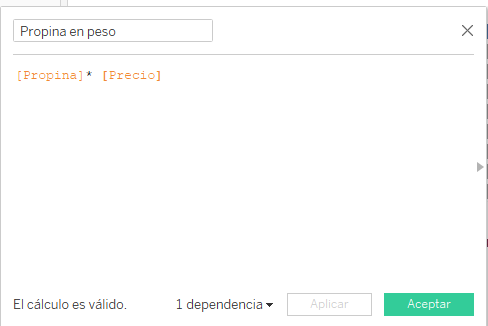 Propina en peso
[Propina]* [Precio]
El cálculo es válido.
1 dependencia
Aplicar
Aceptar